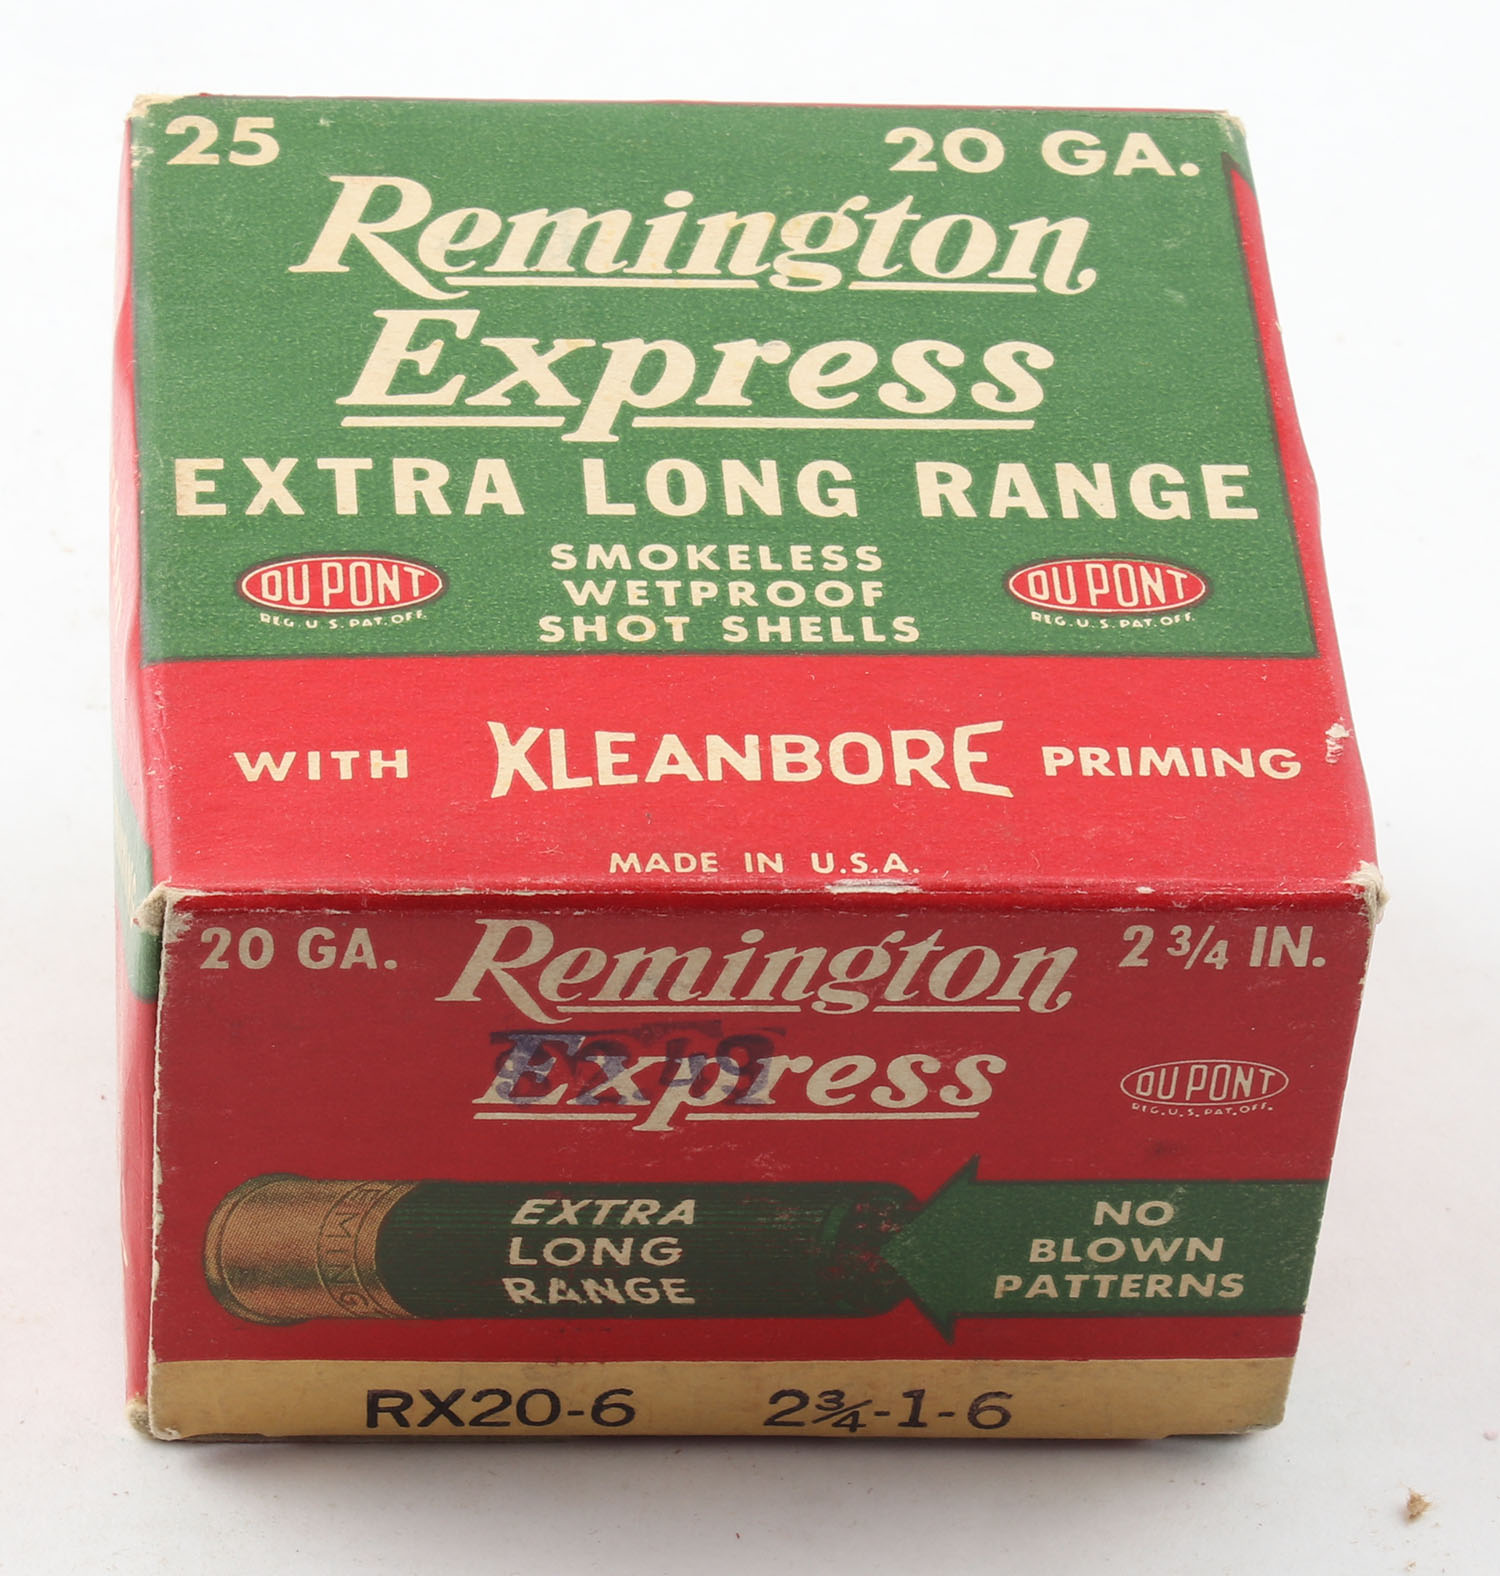 25 20 GA.
Remington
Express
EXTRA LONG RANGE
DU PONT SMOKELESS DU PONT
REG. U.S. PAT. OFF. WETPROOF REG. U.S. PAT. OFF.
SHOT SHELLS
WITH KLEANBORE PRIMING
MADE IN U.S.A.
20 GA. Remington 2 3/4 IN.
Express
DU PONT
REG. U.S. PAT. OFF.
EXTRA
LONG
RANGE
NO
BLOWN
PATTERNS
RX20-6 2 3/4-1-6